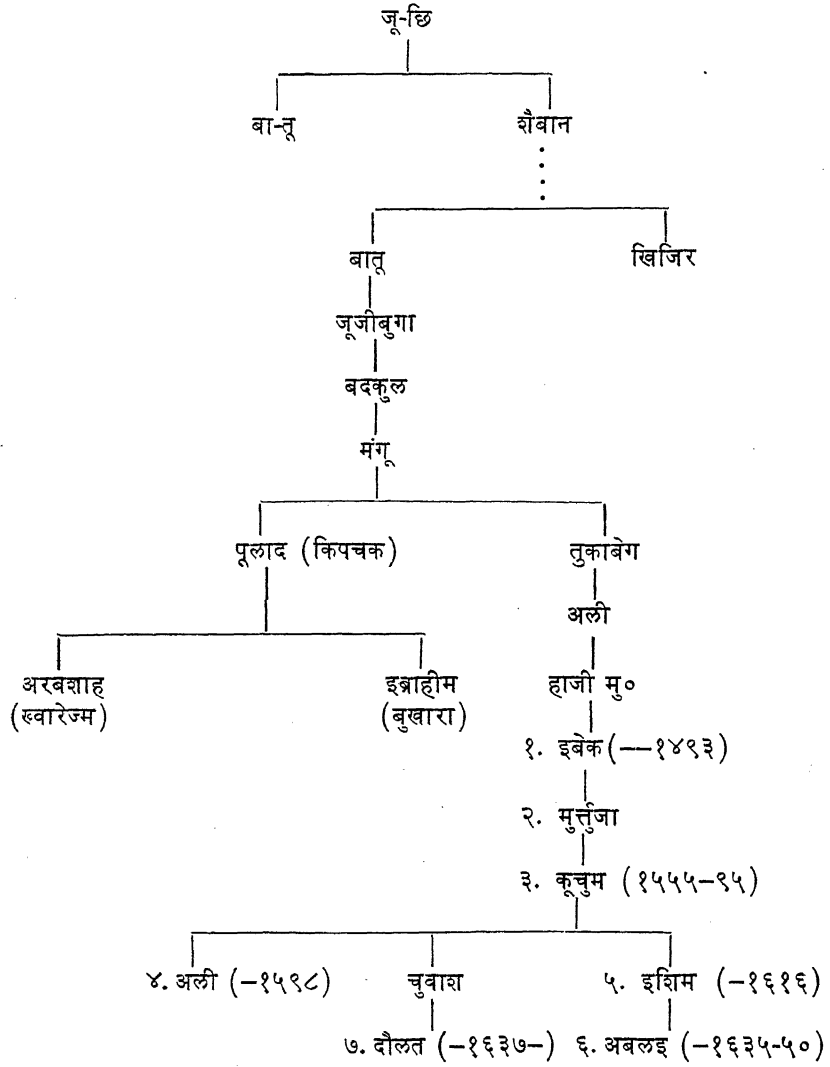 जू-छि
बा-तू शैबान
बातू खिजिर
जूजीबुगा
बदकुल
मंगू
पूलाद (किपचक) तुकाबेग
अली
अरबशाह इब्राहीम हाजी मु०
(ख्वारेज्म) (बुखारा)
१. इबेक(—१४९३)
२. मुर्त्तुजा
३. कूचुम (१५५५-९५)
४. अली (-१५९८) चुवाश ५. इशिम (-१६१६)
७. दौलत (-१६३७-) ६. अबलइ (-१६३५-५०)